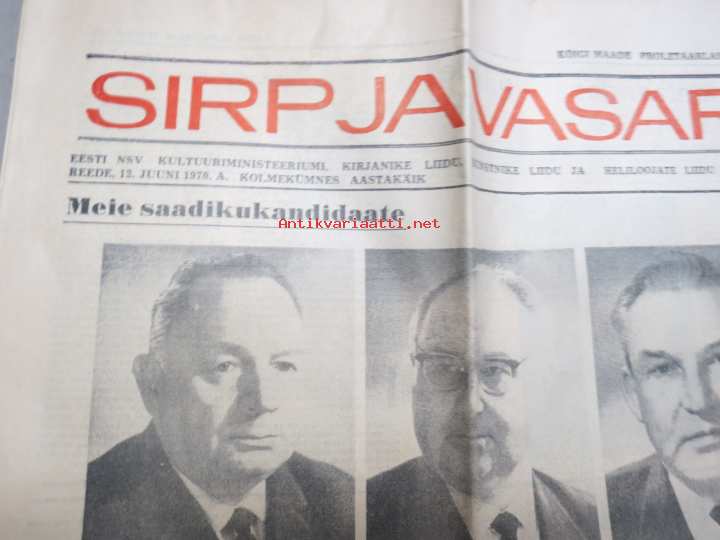 KÕIGI MAADE PROLETAARLA
SIRP JA VASAR
EESTI NSV KULTUURIMINISTEERIUMI, KIRJANIKE LIIDU, KUNSTNIKE LIIDU JA HELILOOJATE LIIDU
REEDE, 12. JUUNI 1970. A. KOLMEKÜMNES AASTAKÄIK
Meie saadikukandidaate
Antikvariaatti.net